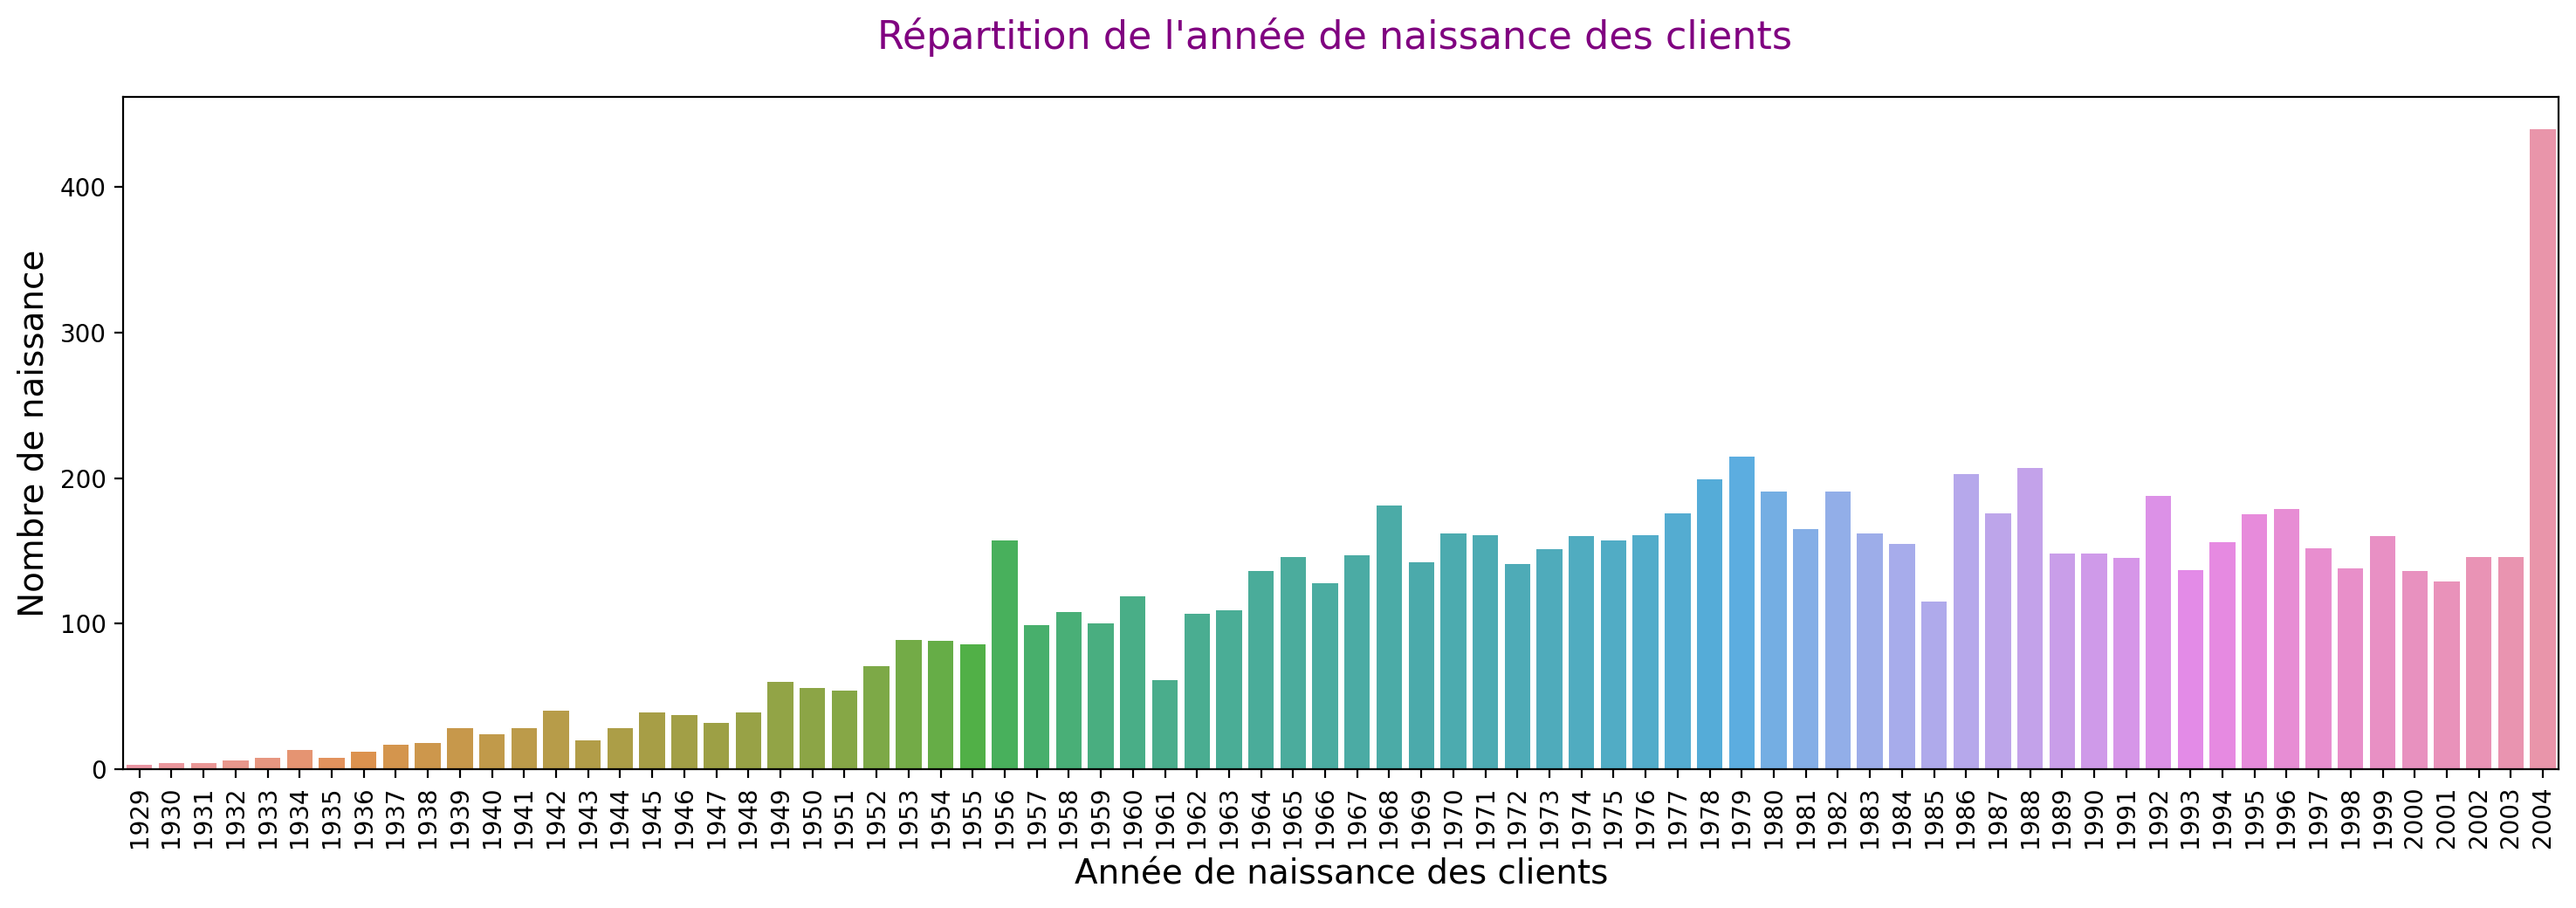 Répartition de l'année de naissance des clients
Nombre de naissance
400
300
200
100
0
1929 1930 1931 1932 1933 1934 1935 1936 1937 1938 1939 1940 1941 1942 1943 1944 1945 1946 1947 1948 1949 1950 1951 1952 1953 1954 1955 1956 1957 1958 1959 1960 1961 1962 1963 1964 1965 1966 1967 1968 1969 1970 1971 1972 1973 1974 1975 1976 1977 1978 1979 1980 1981 1982 1983 1984 1985 1986 1987 1988 1989 1990 1991 1992 1993 1994 1995 1996 1997 1998 1999 2000 2001 2002 2003 2004
Année de naissance des clients